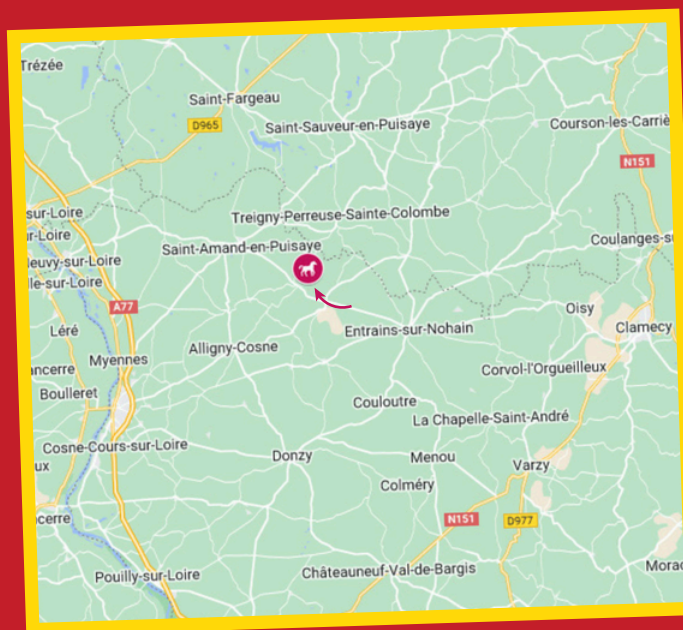 Trézée
Saint-Fargeau
D965
Saint-Sauveur-en-Puisaye
Courson-les-Carriè
N151
sur-Loire
Treigny-Perreuse-Sainte-Colombe
ur-Loire
Saint-Amand-en-Puisaye
Coulanges-su
Neuvy-sur-Loire
lle-sur-Loire
A77
Oisy
Léré
Entrains-sur-Nohain
Clamecy
Alligny-Cosne
Myennes
ancerre
Corvol-l'Orgueilleux
Boulleret
Couloutre
La Chapelle-Saint-André
Cosne-Cours-sur-Loire
Donzy
Menou
Varzy
ux
Colméry
ncerre
N151
D977
Pouilly-sur-Loire
Châteauneuf-Val-de-Bargis
Morac